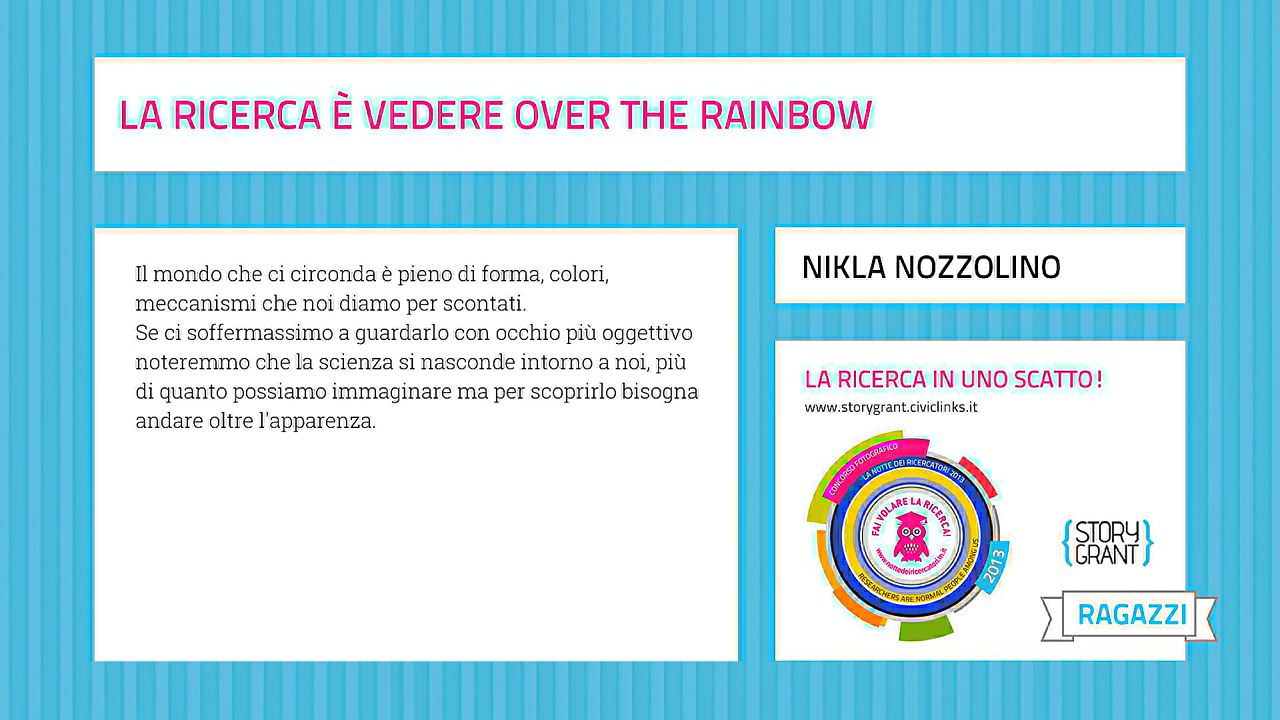 LA RICERCA È VEDERE OVER THE RAINBOW
Il mondo che ci circonda è pieno di forma, colori,
meccanismi che noi diamo per scontati.
Se ci soffermassimo a guardarlo con occhio più oggettivo
noteremmo che la scienza si nasconde intorno a noi, più
di quanto possiamo immaginare ma per scoprirlo bisogna
andare oltre l'apparenza.
NIKLA NOZZOLINO
LA RICERCA IN UNO SCATTO!
www.storygrant.civiclinks.it
CONCORSO FOTOGRAFICO
LA NOTTE DEI RICERCATORI 2013
FAI VOLARE LA RICERCA!
www.nottedeiricercatori.tn.it
RESEARCHERS ARE NORMAL PEOPLE AMONG US
2013
{STORY
GRANT}
RAGAZZI